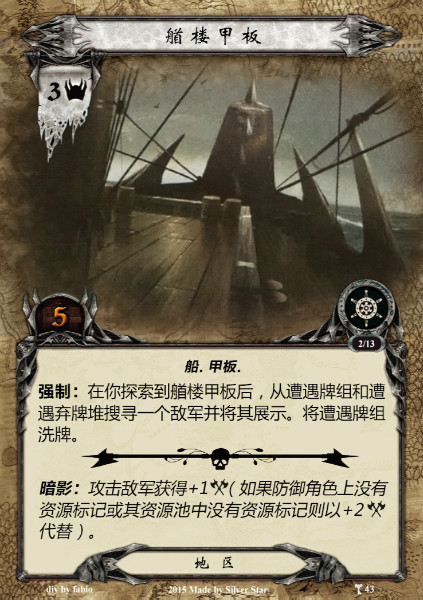 艏楼甲板
3
5
2/13
船. 甲板.
强制：在你探索到艏楼甲板后，从遭遇牌组和遭
遇弃牌堆搜寻一个敌军并将其展示。将遭遇牌组
洗牌。
暗影：攻击敌军获得+1（如果防御角色上没有
资源标记或其资源池中没有资源标记则以+2
代替）。
地区
diy by fabio 2015 Made by Silver Star 43